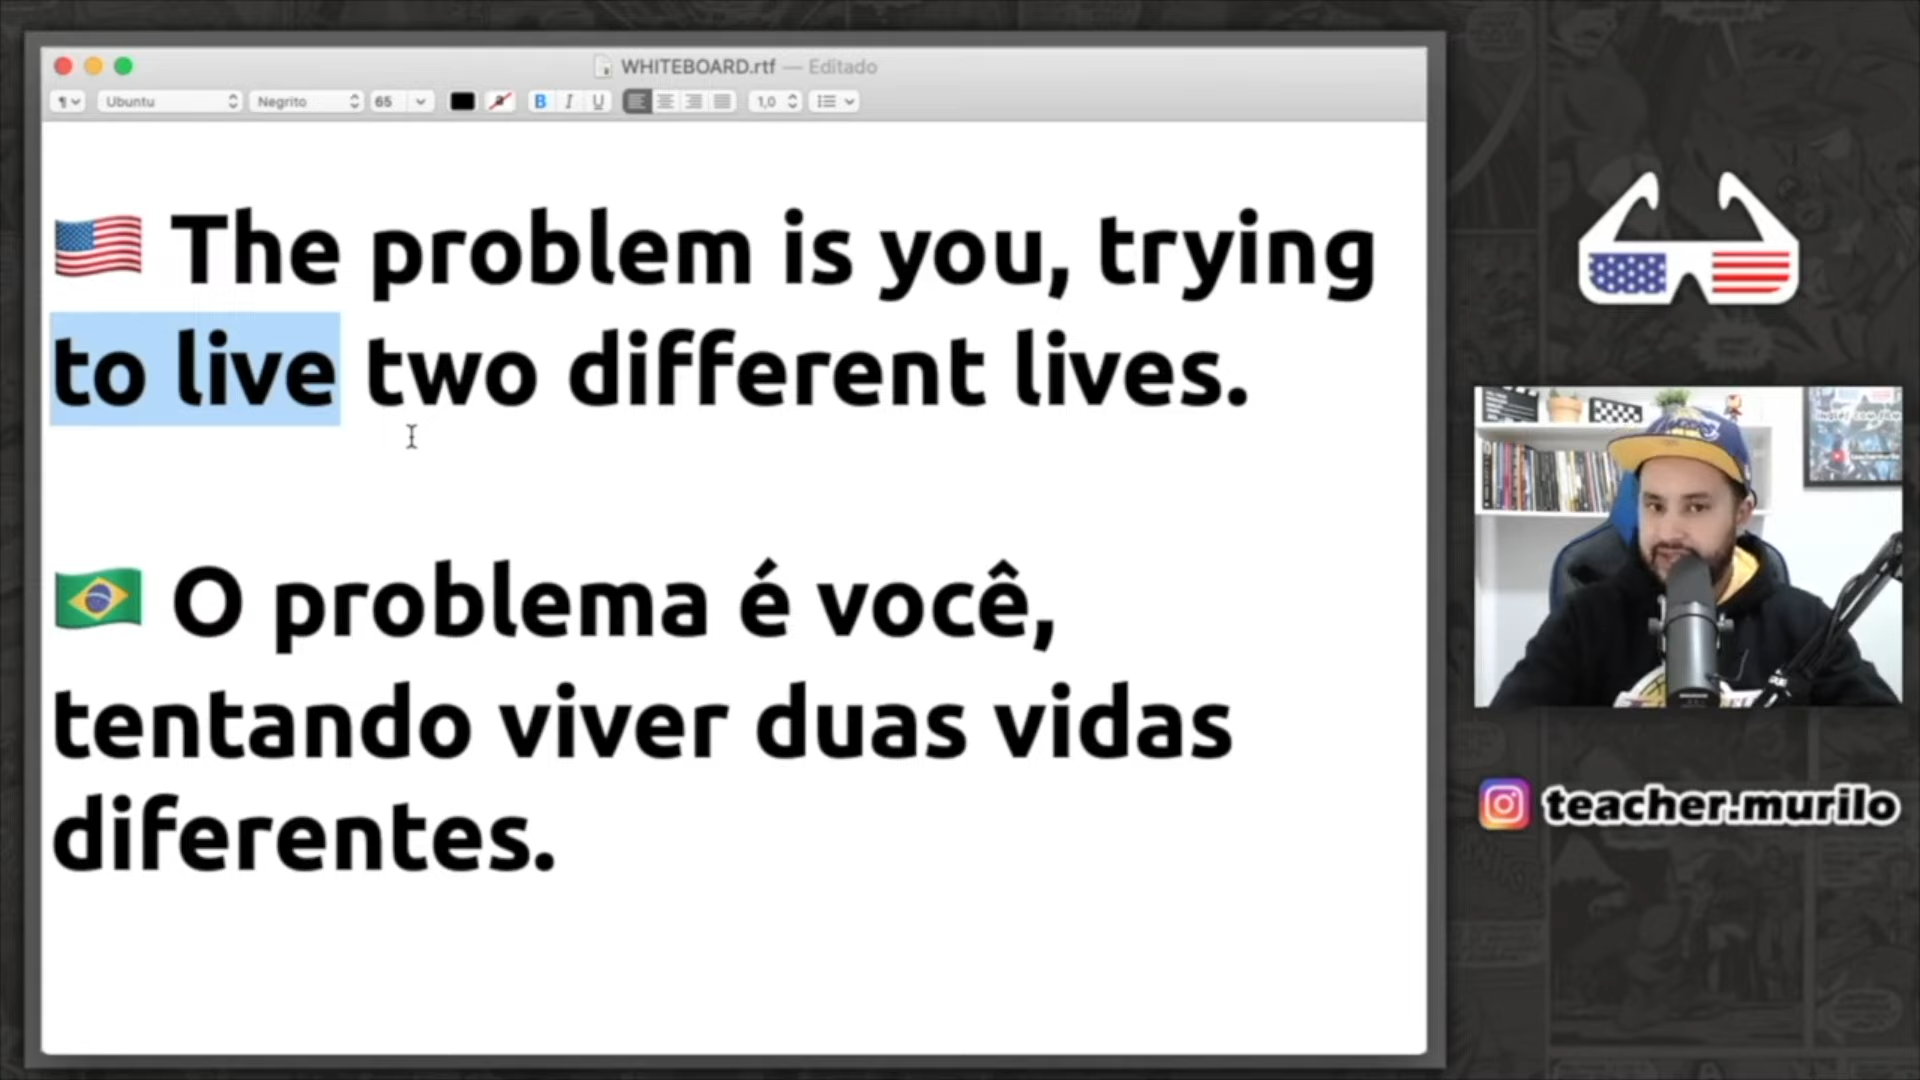 WHITEBOARD.rtf — Editado
Ubuntu Negrito 65 B I U 1,0
The problem is you, trying
to live two different lives.
O problema é você,
tentando viver duas vidas
diferentes.
teacher.murilo